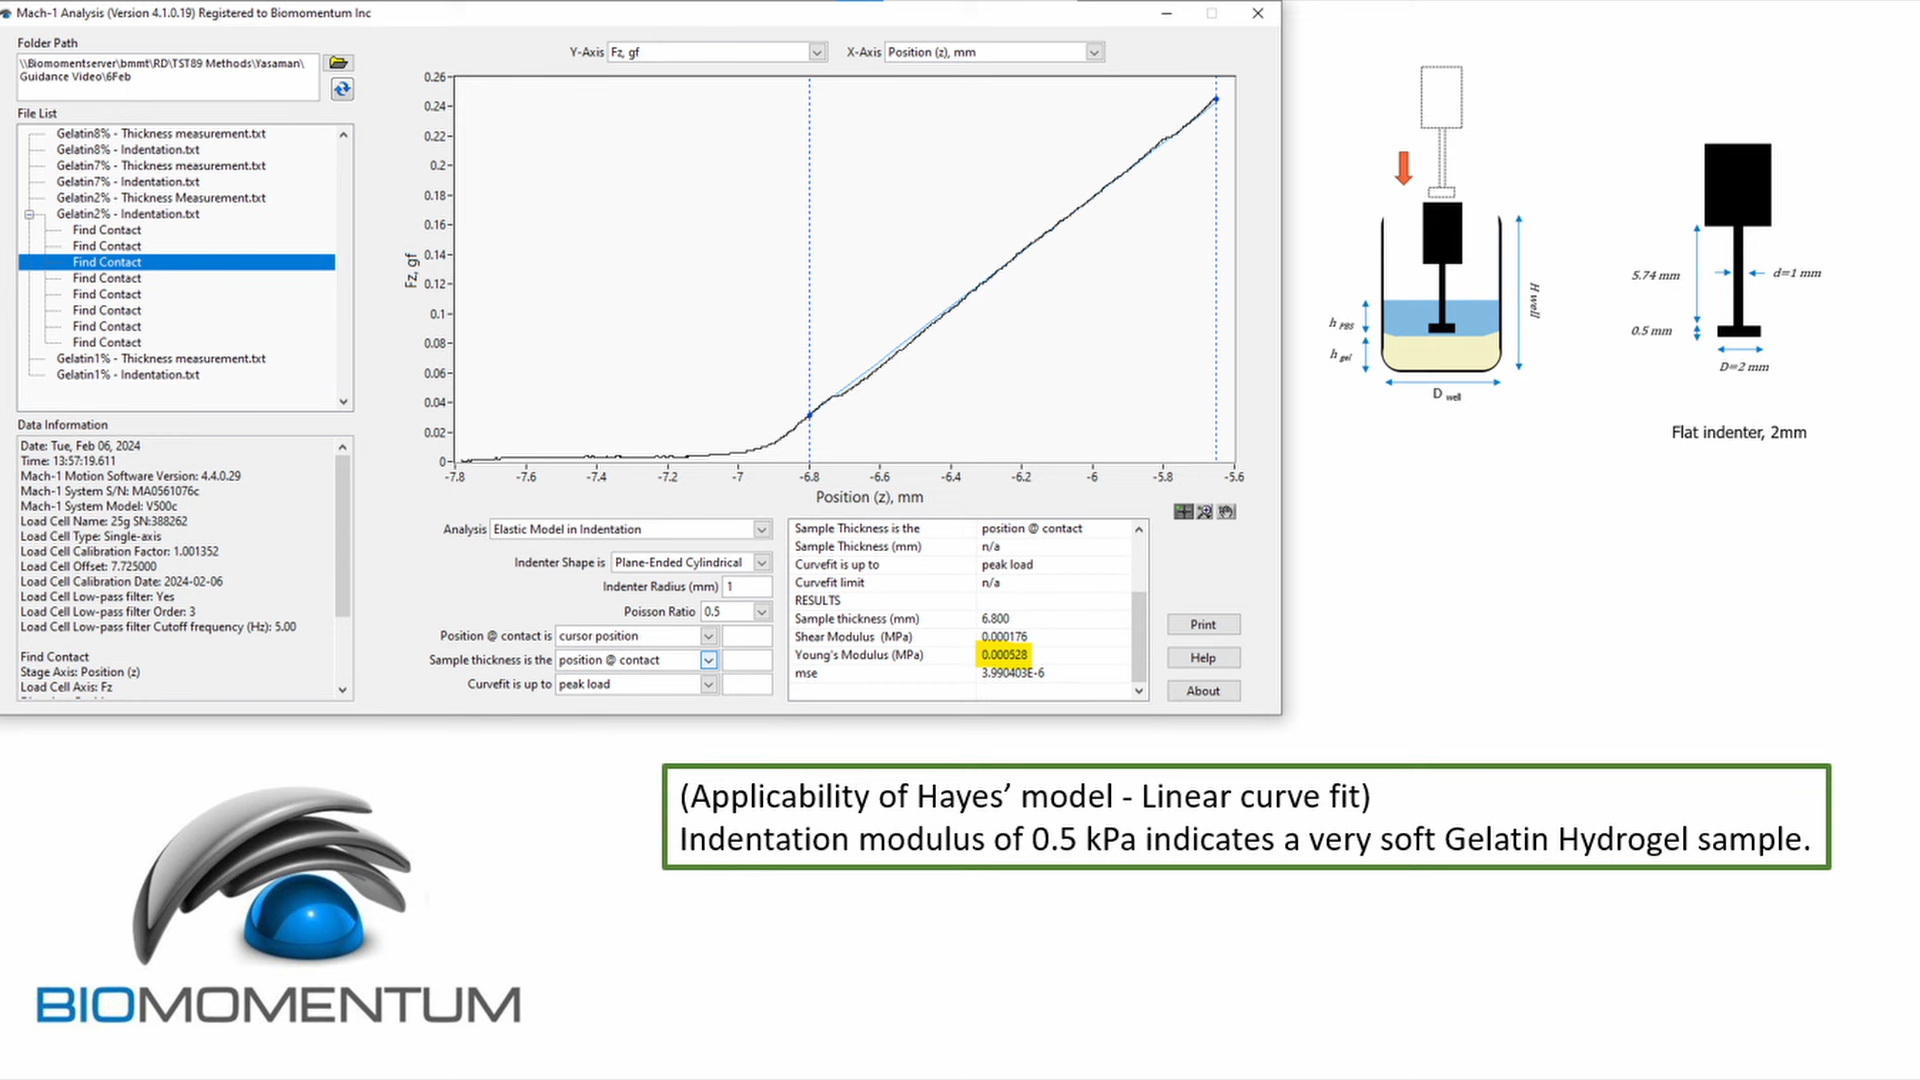 Mach-1 Analysis (Version 4.1.0.19) Registered to Biomomentum Inc
Folder Path
\\Biomomentserver\bmmt\RD\TST89 Methods\Yasaman\
Guidance Video\6Feb
File List
Gelatin8% - Thickness measurement.txt
Gelatin8% - Indentation.txt
Gelatin7% - Thickness measurement.txt
Gelatin7% - Indentation.txt
Gelatin2% - Thickness Measurement.txt
Gelatin2% - Indentation.txt
Find Contact
Find Contact
Find Contact
Find Contact
Find Contact
Find Contact
Find Contact
Find Contact
Gelatin1% - Thickness measurement.txt
Gelatin1% - Indentation.txt
Data Information
Date: Tue, Feb 06, 2024
Time: 13:57:19.611
Mach-1 Motion Software Version: 4.4.0.29
Mach-1 System S/N: MA0561076c
Mach-1 System Model: V500c
Load Cell Name: 25g SN:388262
Load Cell Type: Single-axis
Load Cell Calibration Factor: 1.001352
Load Cell Offset: 7.725000
Load Cell Calibration Date: 2024-02-06
Load Cell Low-pass filter: Yes
Load Cell Low-pass filter Order: 3
Load Cell Low-pass filter Cutoff frequency (Hz): 5.00
Find Contact
Stage Axis: Position (z)
Load Cell Axis: Fz
Y-Axis Fz, gf
X-Axis Position (z), mm
0.26
0.24
0.22
0.2
0.18
0.16
0.14
0.12
0.1
0.08
0.06
0.04
0.02
0
Fz, gf
-7.8 -7.6 -7.4 -7.2 -7 -6.8 -6.6 -6.4 -6.2 -6 -5.8 -5.6
Position (z), mm
Analysis Elastic Model in Indentation
Indenter Shape is Plane-Ended Cylindrical
Indenter Radius (mm) 1
Poisson Ratio 0.5
Position @ contact is cursor position
Sample thickness is the position @ contact
Curvefit is up to peak load
Sample Thickness is the position @ contact
Sample Thickness (mm) n/a
Curvefit is up to peak load
Curvefit limit n/a
RESULTS
Sample thickness (mm) 6.800
Shear Modulus (MPa) 0.000176
Young's Modulus (MPa) 0.000528
mse 3.990403E-6
Print
Help
About
h PBS
h gel
H well
D well
5.74 mm
d=1 mm
0.5 mm
D=2 mm
Flat indenter, 2mm
(Applicability of Hayes’ model - Linear curve fit)
Indentation modulus of 0.5 kPa indicates a very soft Gelatin Hydrogel sample.
BIOMOMENTUM